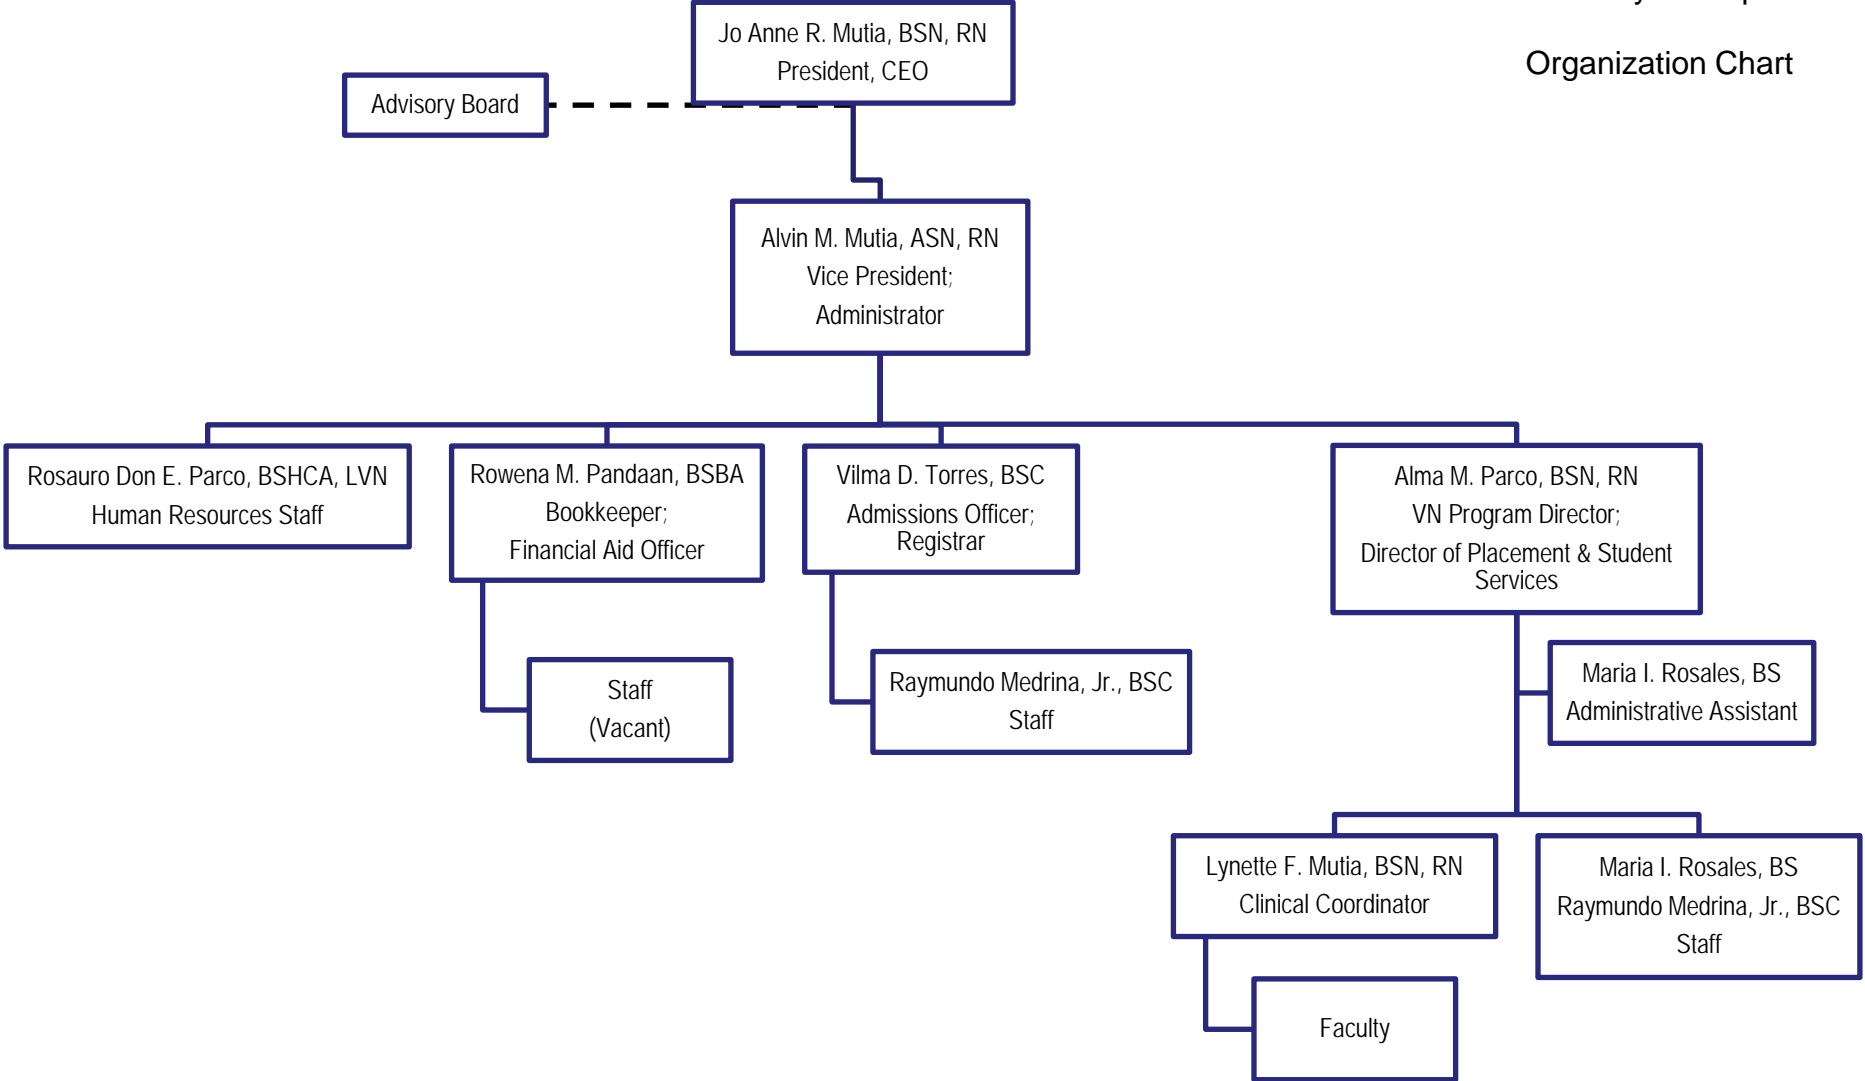 Jo Anne R. Mutia, BSN, RN
President, CEO
Organization Chart
Advisory Board
Alvin M. Mutia, ASN, RN
Vice President;
Administrator
Rosauro Don E. Parco, BSHCA, LVN
Human Resources Staff
Rowena M. Pandaan, BSBA
Bookkeeper;
Financial Aid Officer
Vilma D. Torres, BSC
Admissions Officer;
Registrar
Alma M. Parco, BSN, RN
VN Program Director;
Director of Placement & Student
Services
Staff
(Vacant)
Raymundo Medrina, Jr., BSC
Staff
Maria I. Rosales, BS
Administrative Assistant
Lynette F. Mutia, BSN, RN
Clinical Coordinator
Maria I. Rosales, BS
Raymundo Medrina, Jr., BSC
Staff
Faculty